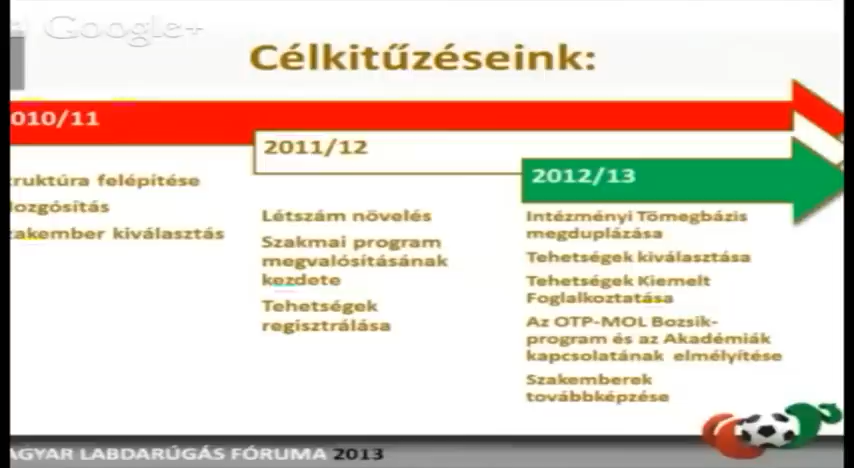 Google+
Célkitűzéseink:
010/11
2011/12
2012/13
truktúra felépítése
ozgósítás
zakember kiválasztás
Létszám növelés
Szakmai program
megvalósításának
kezdete
Tehetségek
regisztrálása
Intézményi Tömegbázis
megduplázása
Tehetségek kiválasztása
Tehetségek Kiemelt
Foglalkoztatása
Az OTP-MOL Bozsik-
program és az Akadémiák
kapcsolatának elmélyítése
Szakemberek
továbbképzése
AGYAR LABDARÚGÁS FÓRUMA 2013